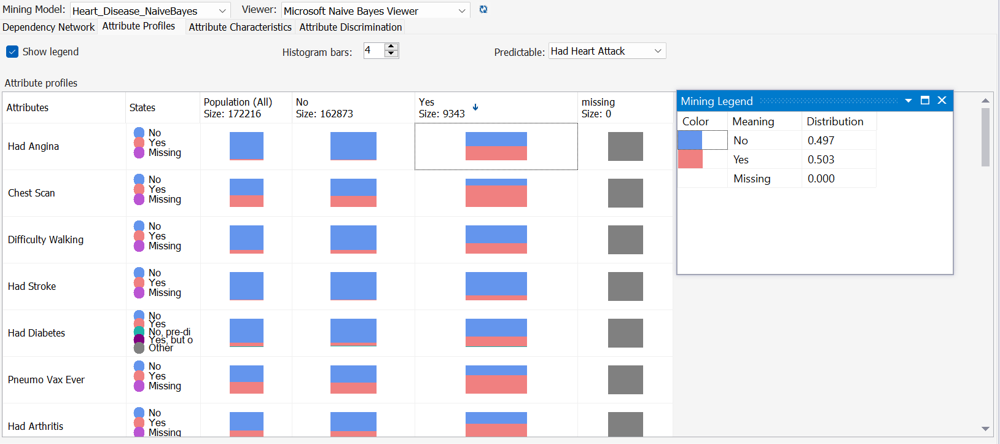 Mining Model: Heart_Disease_NaiveBayes Viewer: Microsoft Naive Bayes Viewer
Dependency Network Attribute Profiles Attribute Characteristics Attribute Discrimination
Show legend Histogram bars: 4 Predictable: Had Heart Attack
Attribute profiles
Attributes States Population (All) Size: 172216 No Size: 162873 Yes Size: 9343 missing Size: 0
Had Angina No Yes Missing
Chest Scan No Yes Missing
Difficulty Walking No Yes Missing
Had Stroke No Yes Missing
Had Diabetes No Yes No, pre-di Yes, but o Other
Pneumo Vax Ever No Yes Missing
Had Arthritis No Yes Missing
Mining Legend
Color Meaning Distribution
No 0.497
Yes 0.503
Missing 0.000